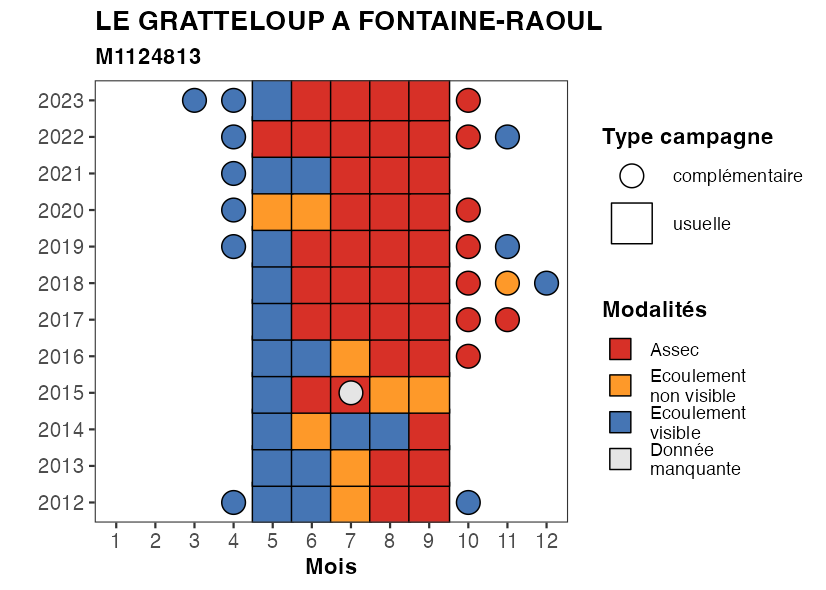 LE GRATTELOUP A FONTAINE-RAOUL
M1124813
2023
2022
2021
2020
2019
2018
2017
2016
2015
2014
2013
2012
1 2 3 4 5 6 7 8 9 10 11 12
Mois
Type campagne
complémentaire
usuelle
Modalités
Assec
Ecoulement
non visible
Ecoulement
visible
Donnée
manquante